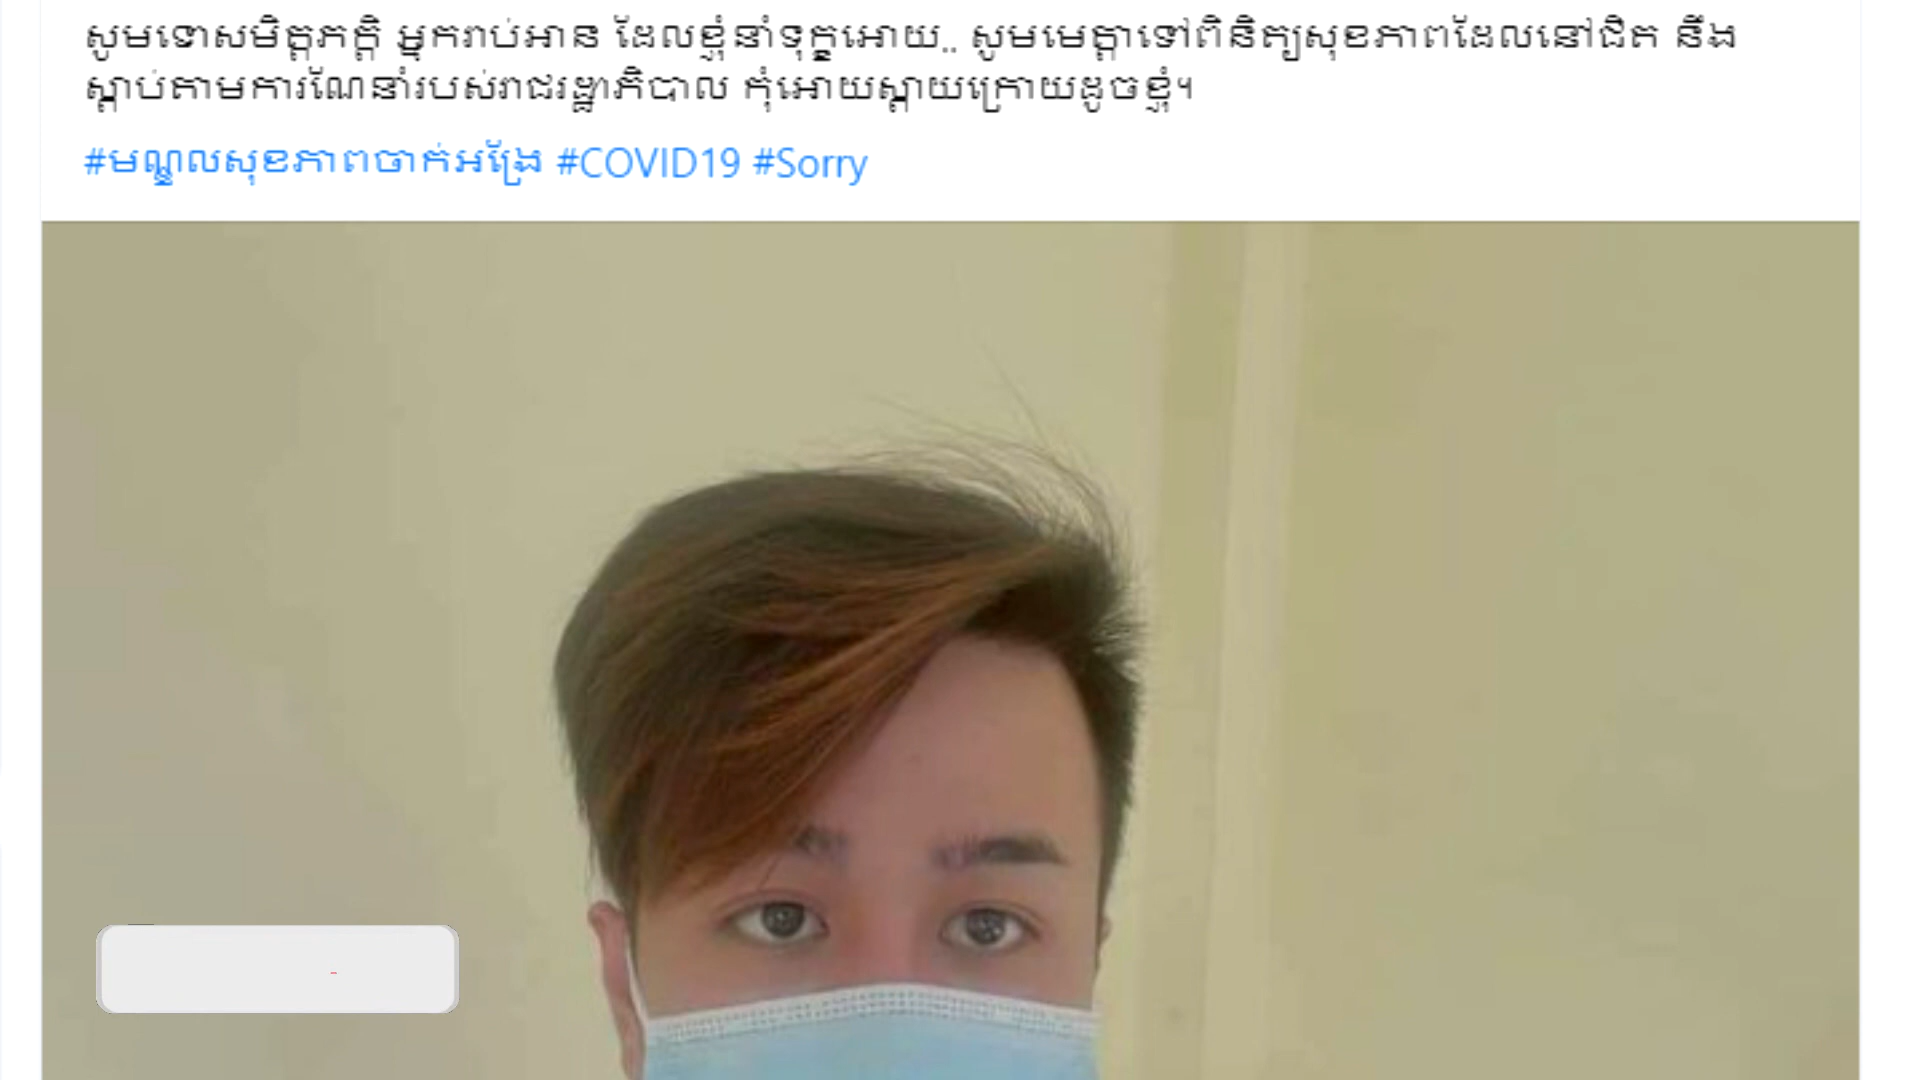 សូមទោសមិត្តភក្តិ អ្នករាប់អាន ដែលខ្ញុំនាំទុក្ខអោយ.. សូមមេត្តាទៅពិនិត្យសុខភាពដែលនៅជិត នឹង
ស្តាប់តាមការណែនាំរបស់រាជរដ្ឋាភិបាល កុំអោយស្តាយក្រោយដូចខ្ញុំ។
#មណ្ឌលសុខភាពចាក់អង្រែ #COVID19 #Sorry